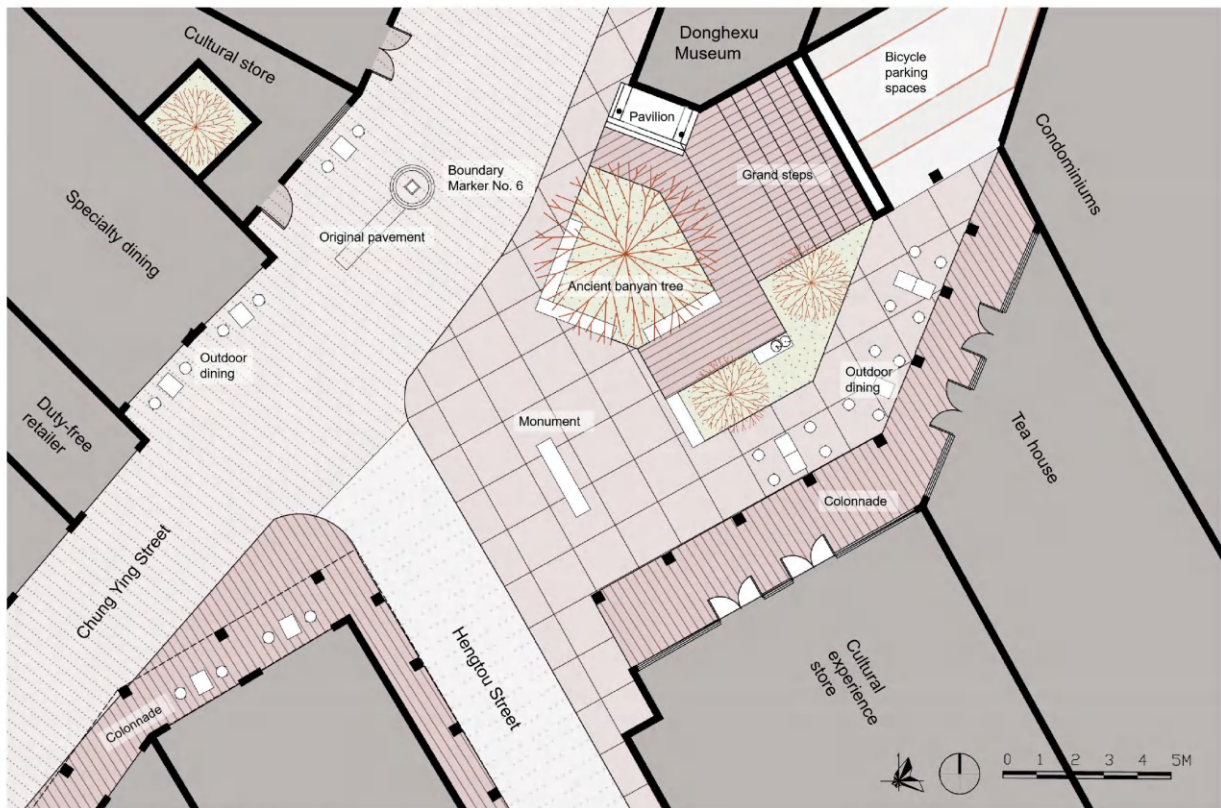 Cultural store
Donghexu
Museum
Bicycle
parking
spaces
Pavilion
Condominiums
Boundary
Marker No. 6
Grand steps
Specialty dining
Original pavement
Ancient banyan tree
Outdoor
dining
Outdoor
dining
Duty-free
retailer
Monument
Tea house
Colonnade
Chung Ying Street
Hengtou Street
Cultural
experience
store
Colonnade
0 1 2 3 4 5M